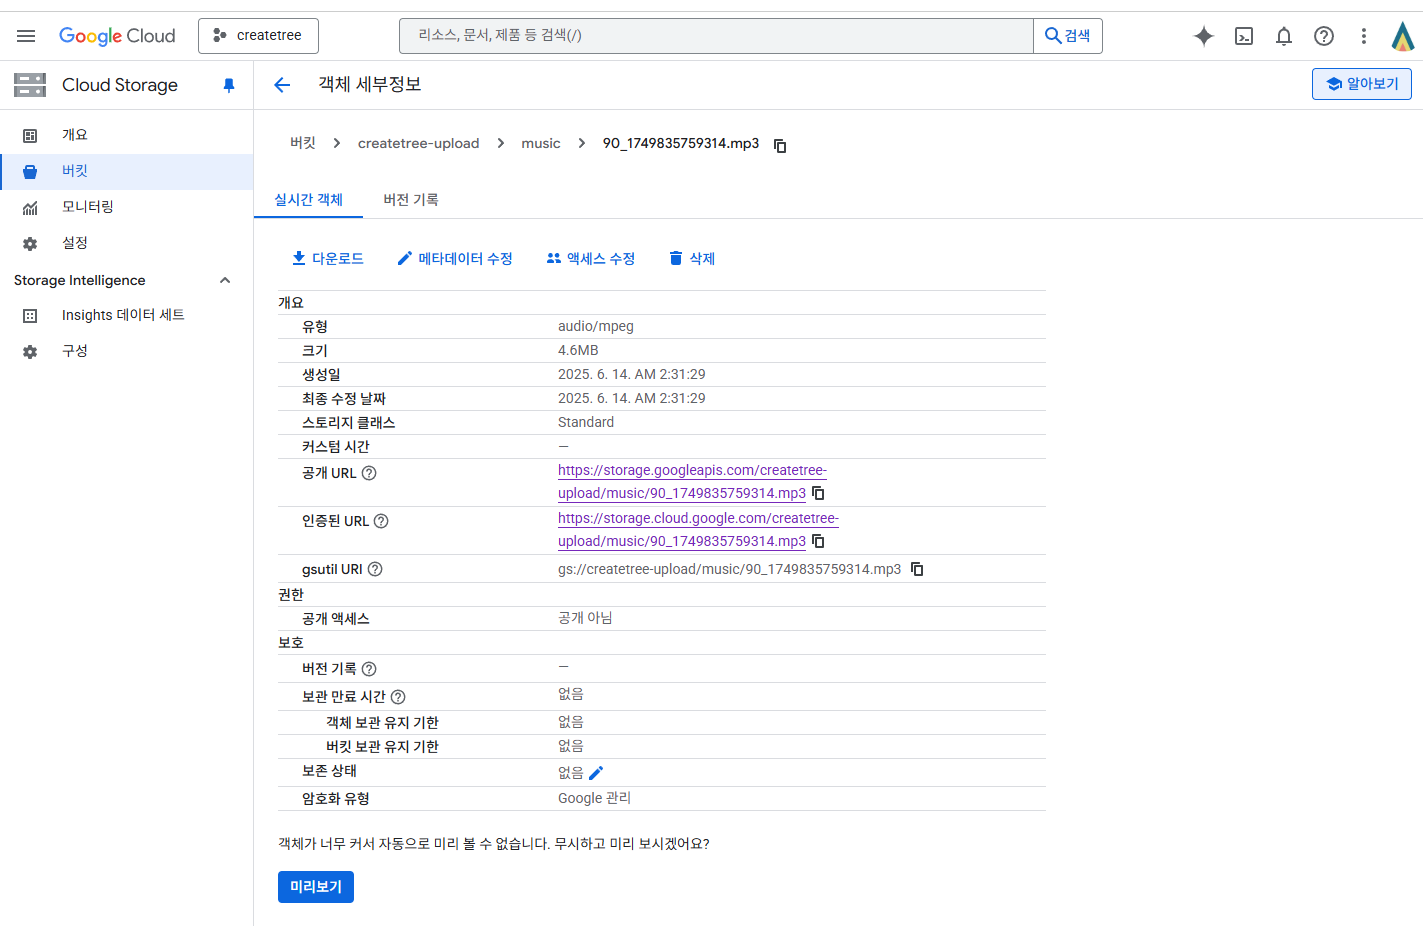 Google Cloud
createtree
리소스, 문서, 제품 등 검색(/)
검색
Cloud Storage
객체 세부정보
알아보기
개요
버킷
모니터링
설정
Storage Intelligence
Insights 데이터 세트
구성
버킷 > createtree-upload > music > 90_1749835759314.mp3
실시간 객체
버전 기록
다운로드
메타데이터 수정
액세스 수정
삭제
개요
유형 audio/mpeg
크기 4.6MB
생성일 2025. 6. 14. AM 2:31:29
최종 수정 날짜 2025. 6. 14. AM 2:31:29
스토리지 클래스 Standard
커스텀 시간 —
공개 URL https://storage.googleapis.com/createtree-
upload/music/90_1749835759314.mp3
인증된 URL https://storage.cloud.google.com/createtree-
upload/music/90_1749835759314.mp3
gsutil URI gs://createtree-upload/music/90_1749835759314.mp3
권한
공개 액세스 공개 아님
보호
버전 기록 —
보관 만료 시간 없음
객체 보관 유지 기한 없음
버킷 보관 유지 기한 없음
보존 상태 없음
암호화 유형 Google 관리
객체가 너무 커서 자동으로 미리 볼 수 없습니다. 무시하고 미리 보시겠어요?
미리보기